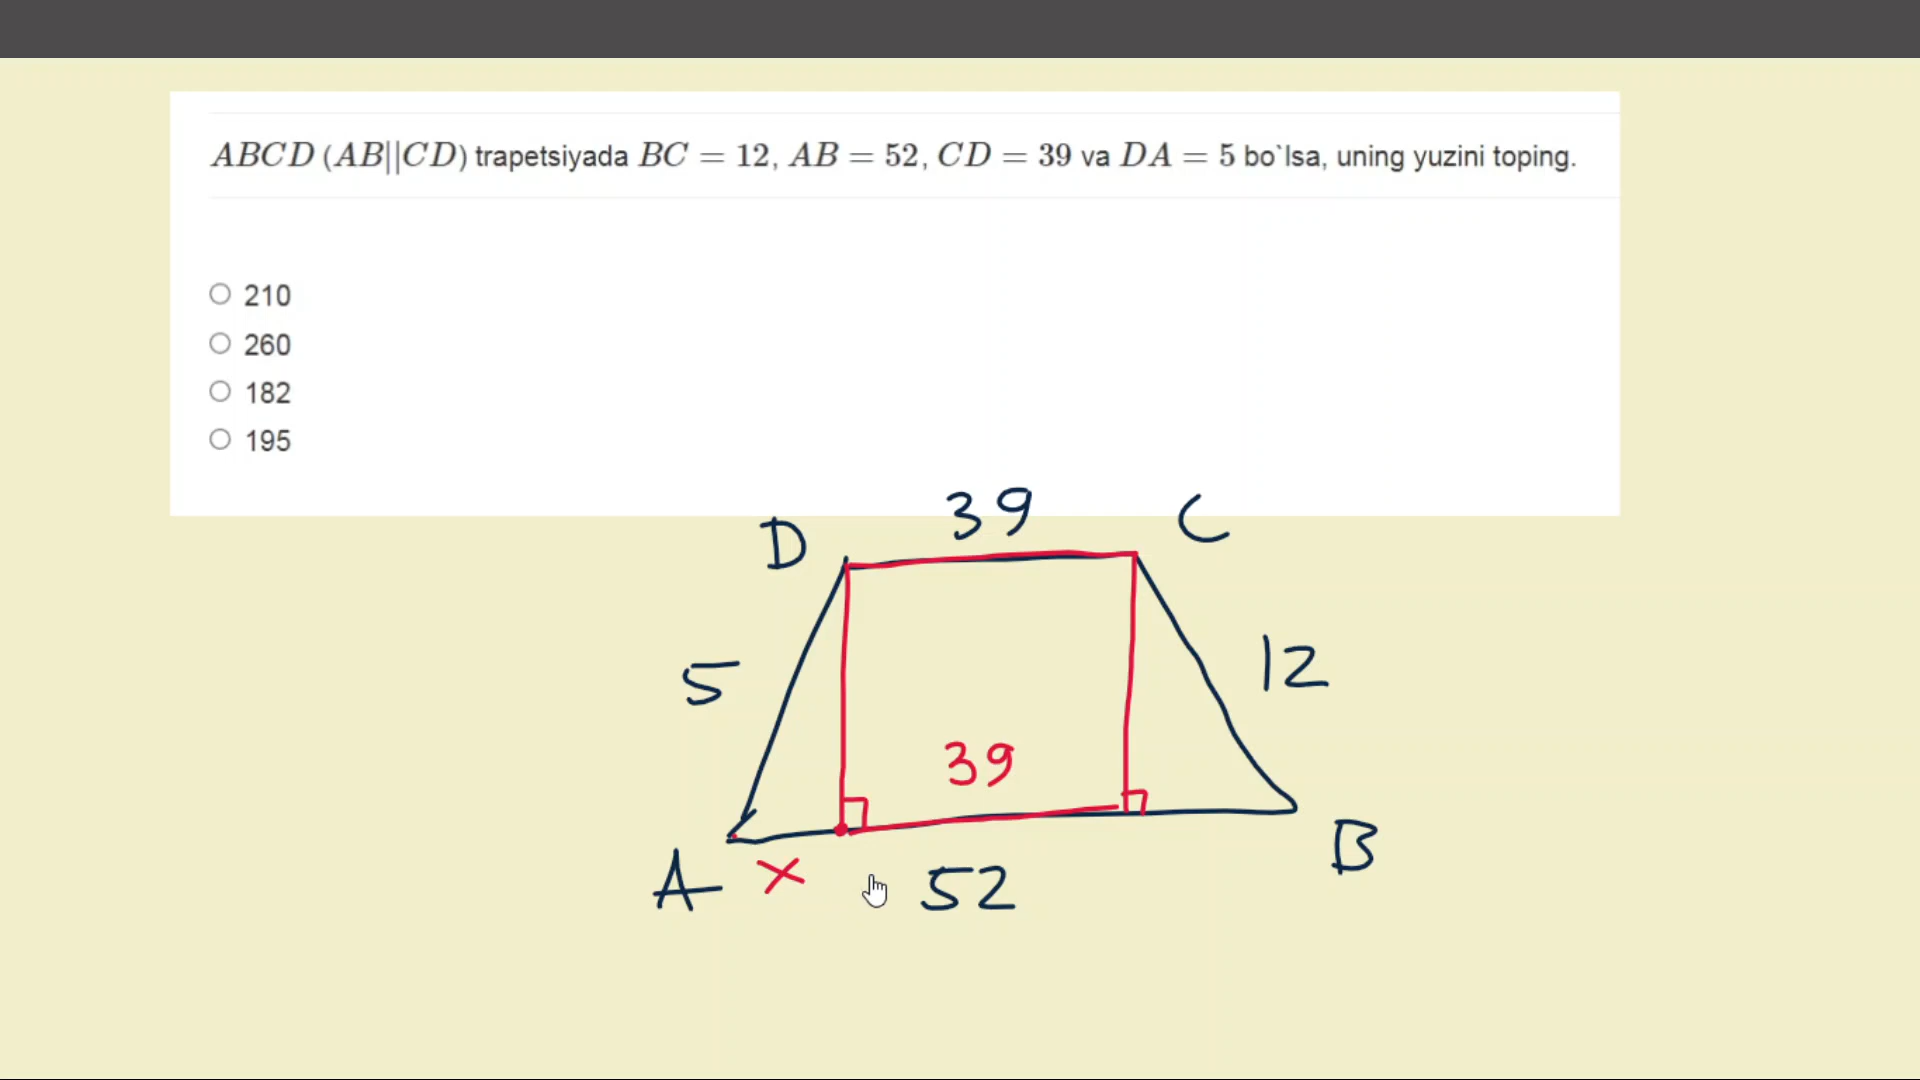 ABCD (AB||CD) trapetsiyada BC = 12, AB = 52, CD = 39 va DA = 5 bo`lsa, uning yuzini toping.
210
260
182
195
39
D
C
5
12
39
A
x
52
B